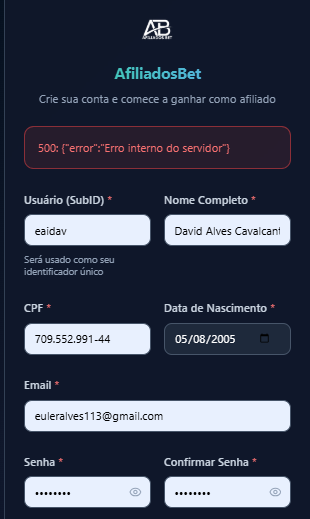 AB
AFILIADOS BET
AfiliadosBet
Crie sua conta e comece a ganhar como afiliado
500: {"error":"Erro interno do servidor"}
Usuário (SubID) *
Nome Completo *
eaidav
David Alves Cavalcant
Será usado como seu
identificador único
CPF *
Data de Nascimento *
709.552.991-44
05/08/2005
Email *
euleralves113@gmail.com
Senha *
Confirmar Senha *
••••••••
••••••••